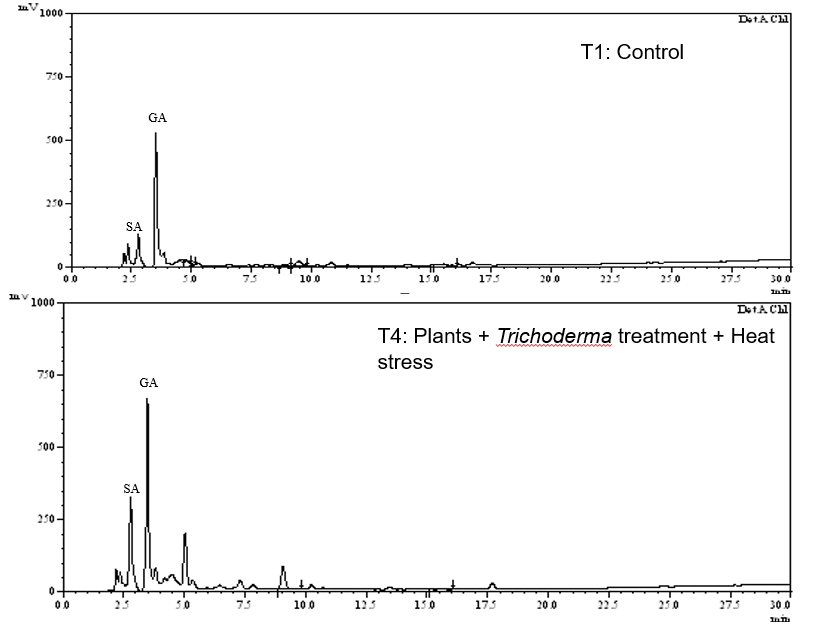 mV
1000
Det.A Ch1
T1: Control
750
GA
500
250
SA
0
0.0 2.5 5.0 7.5 10.0 12.5 15.0 17.5 20.0 22.5 25.0 27.5 30.0
min
mV
1000
Det.A Ch1
T4: Plants + Trichoderma treatment + Heat
stress
750
GA
500
SA
250
0
0.0 2.5 5.0 7.5 10.0 12.5 15.0 17.5 20.0 22.5 25.0 27.5 30.0
min